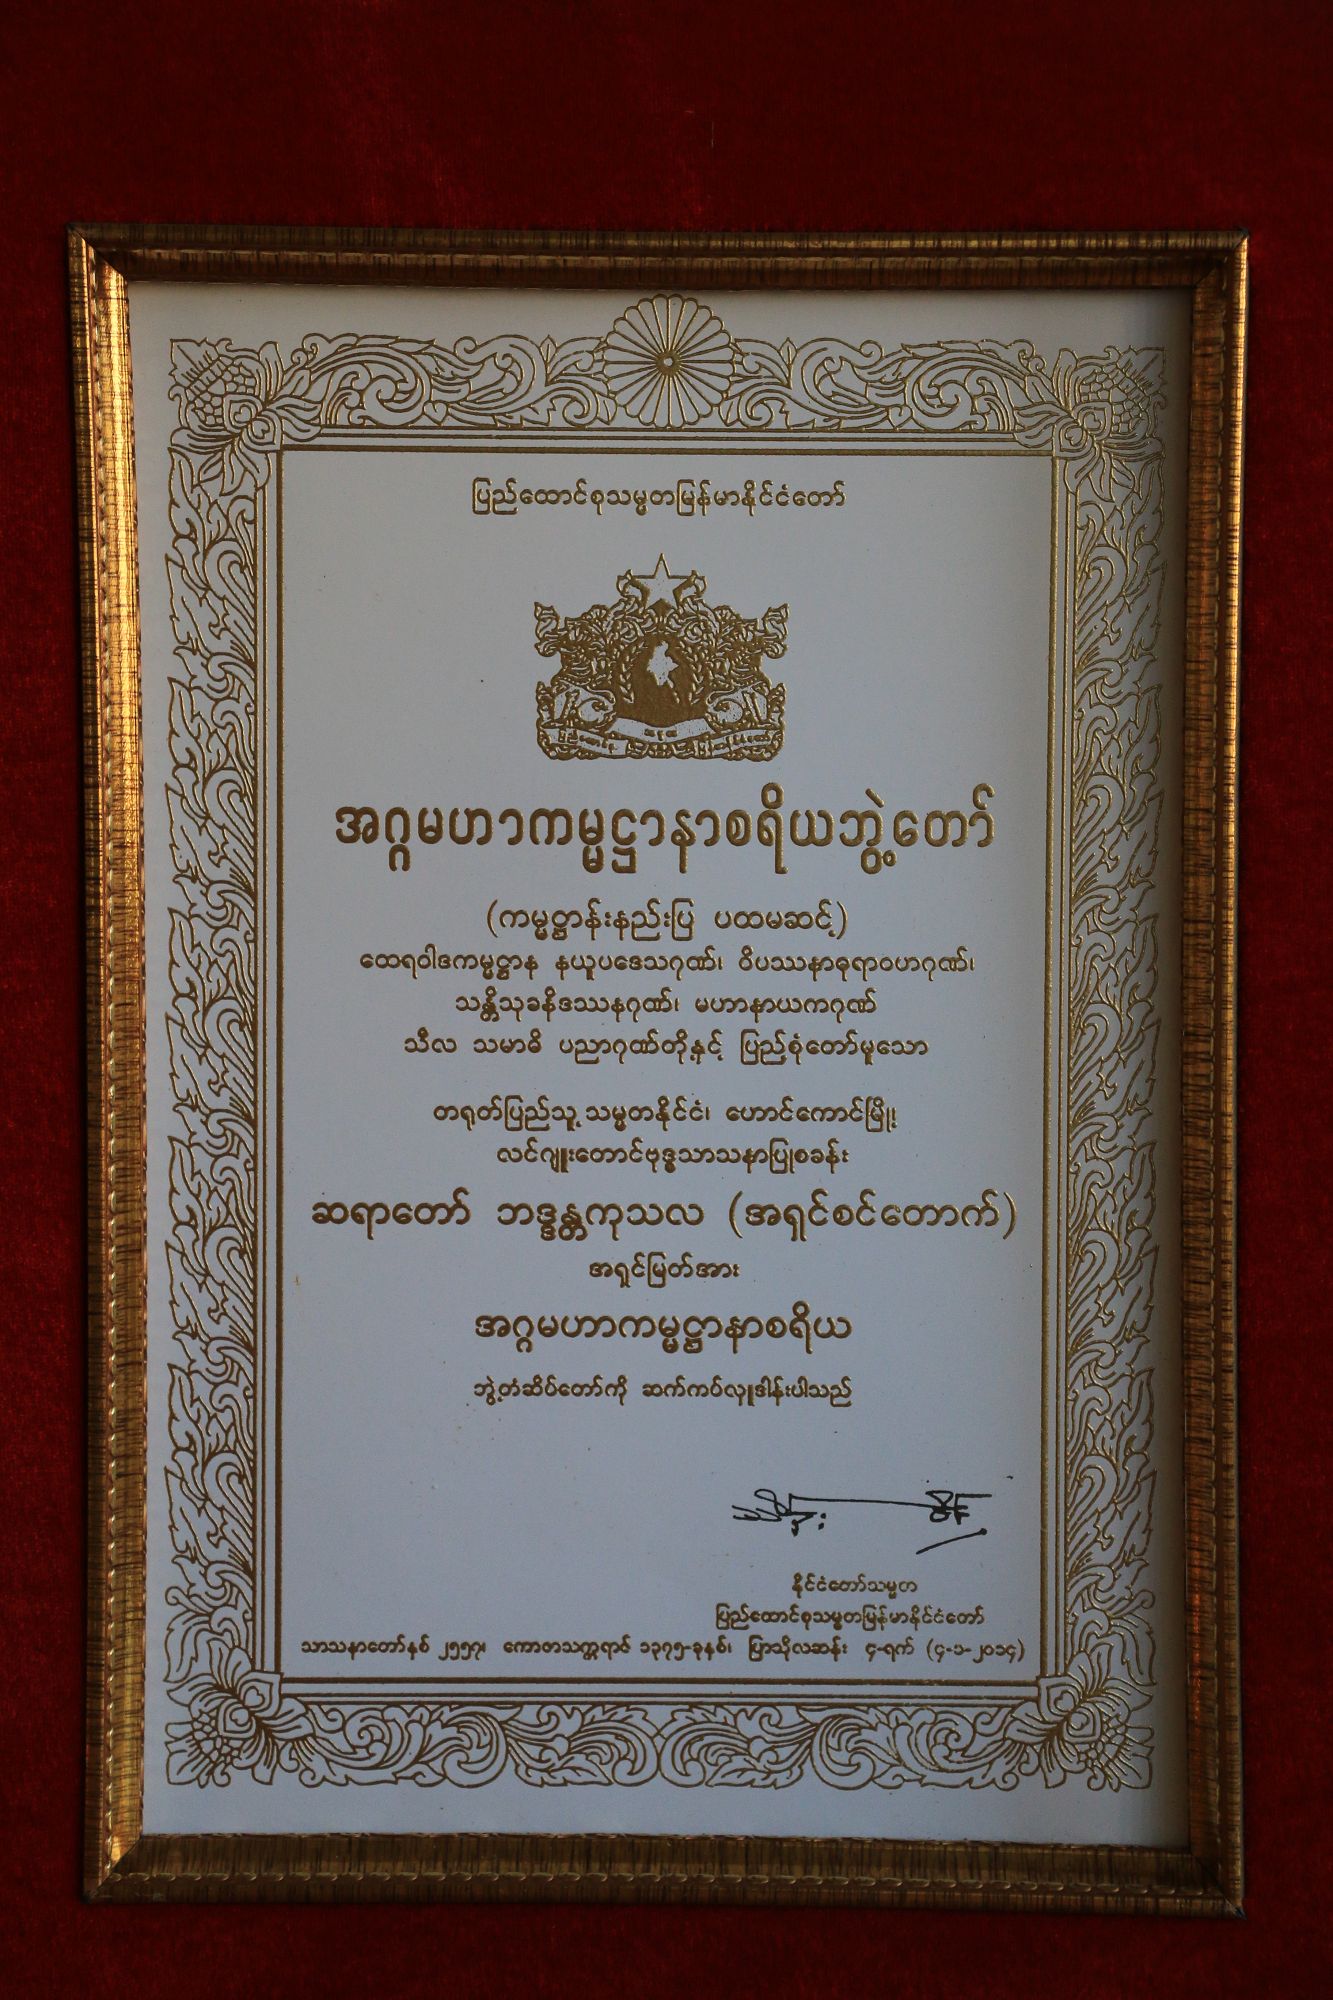 ပြည်ထောင်စုသမ္မတမြန်မာနိုင်ငံတော်
အဂ္ဂမဟာကမ္မဋ္ဌာနာစရိယဘွဲ့တော်
(ကမ္မဋ္ဌာန်းနည်းပြ ပထမဆင့်)
ထေရဝါဒကမ္မဋ္ဌာန နယူပဒေသဂုဏ်၊ ဝိပဿနာဓုရာဝဟဂုဏ်၊
သန္တိသုခနိဒဿနဂုဏ်၊ မဟာနာယကဂုဏ်
သီလ သမာဓိ ပညာဂုဏ်တို့နှင့် ပြည့်စုံတော်မူသော
တရုတ်ပြည်သူ့သမ္မတနိုင်ငံ၊ ဟောင်ကောင်မြို့
လင်ဂျူးတောင်ဗုဒ္ဓသာသနာပြုစခန်း
ဆရာတော် ဘဒ္ဒန္တကုသလ (အရှင်စင်တောက်)
အရှင်မြတ်အား
အဂ္ဂမဟာကမ္မဋ္ဌာနာစရိယ
ဘွဲ့တံဆိပ်တော်ကို ဆက်ကပ်လှူဒါန်းပါသည်
နိုင်ငံတော်သမ္မတ
ပြည်ထောင်စုသမ္မတမြန်မာနိုင်ငံတော်
သာသနာတော်နှစ် ၂၅၅၇၊ ကောဇာသက္ကရာဇ် ၁၃၇၅-ခုနှစ်၊ ပြာသိုလဆန်း ၄-ရက် (၄-၁-၂၀၁၄)